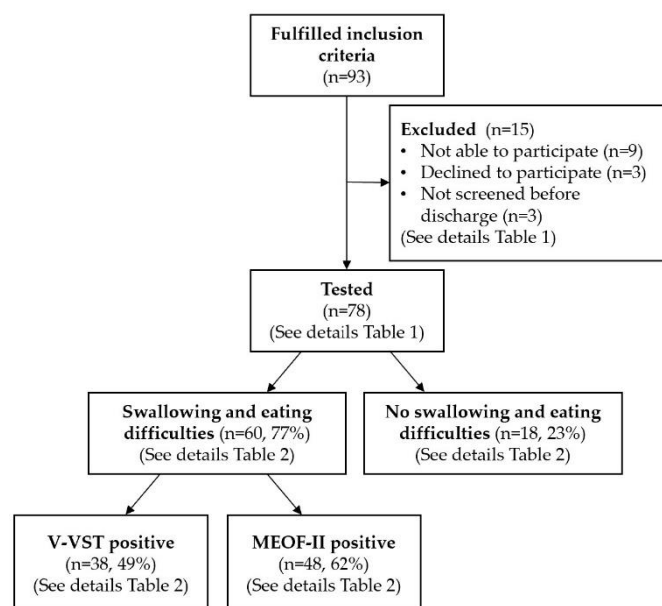 Fulfilled inclusion
criteria
(n=93)
Excluded (n=15)
• Not able to participate (n=9)
• Declined to participate (n=3)
• Not screened before
discharge (n=3)
(See details Table 1)
Tested
(n=78)
(See details Table 1)
Swallowing and eating
difficulties (n=60, 77%)
(See details Table 2)
No swallowing and eating
difficulties (n=18, 23%)
(See details Table 2)
V-VST positive
(n=38, 49%)
(See details Table 2)
MEOF-II positive
(n=48, 62%)
(See details Table 2)